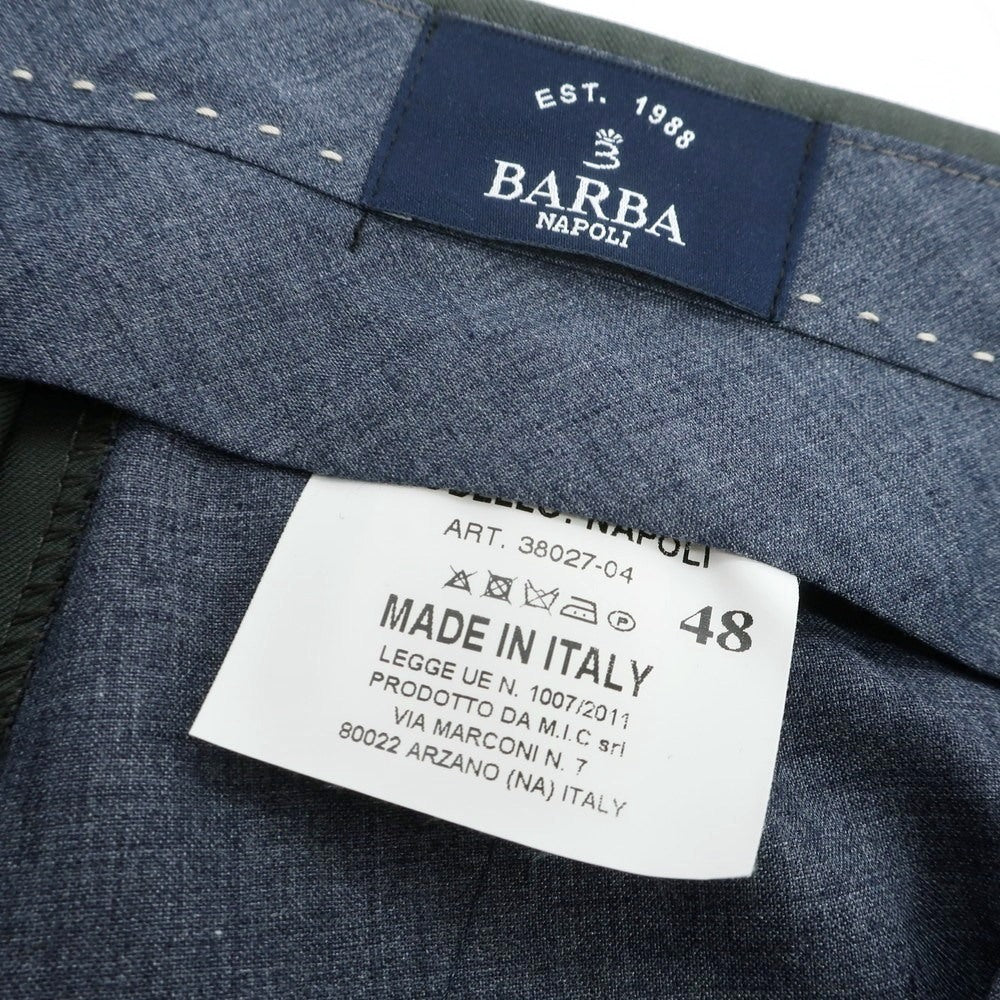 EST. 1988
BARBA
NAPOLI
NAPOLI
ART. 38027-04
P
48
MADE IN ITALY
LEGGE UE N. 1007/2011
PRODOTTO DA M.I.C srl
VIA MARCONI N. 7
80022 ARZANO (NA) ITALY